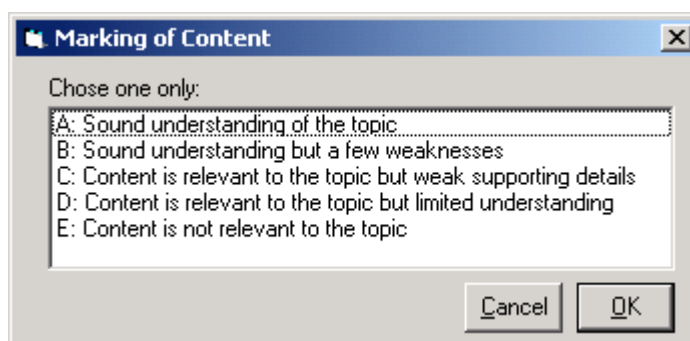 Marking of Content
Chose one only:
A: Sound understanding of the topic
B: Sound understanding but a few weaknesses
C: Content is relevant to the topic but weak supporting details
D: Content is relevant to the topic but limited understanding
E: Content is not relevant to the topic
Cancel OK